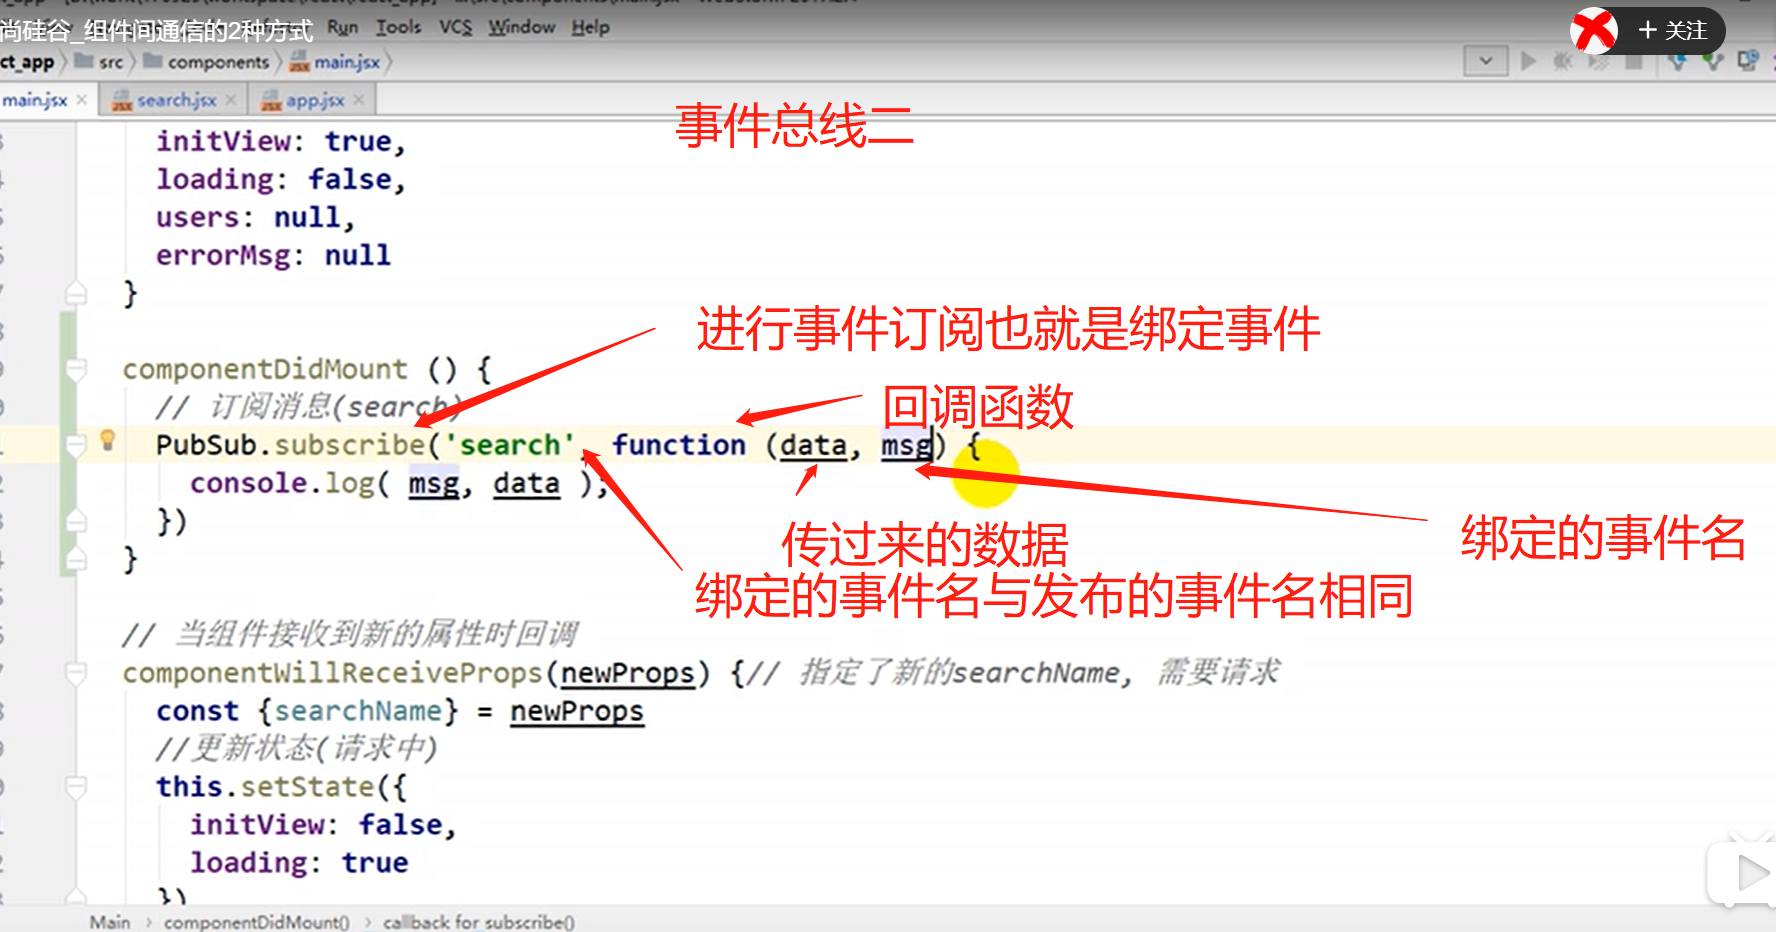 尚硅谷_组件间通信的2种方式 Run Tools VCS Window Help
+ 关注
ct_app src components main.jsx
main.jsx search.jsx app.jsx
事件总线二
initView: true,
loading: false,
users: null,
errorMsg: null
}
进行事件订阅也就是绑定事件
componentDidMount () {
回调函数
// 订阅消息(search)
PubSub.subscribe('search', function (data, msg) {
console.log( msg, data );
})
传过来的数据
绑定的事件名
}
绑定的事件名与发布的事件名相同
// 当组件接收到新的属性时回调
componentWillReceiveProps(newProps) {// 指定了新的searchName, 需要请求
const {searchName} = newProps
//更新状态(请求中)
this.setState({
initView: false,
loading: true
})
Main componentDidMount() callback for subscribe()